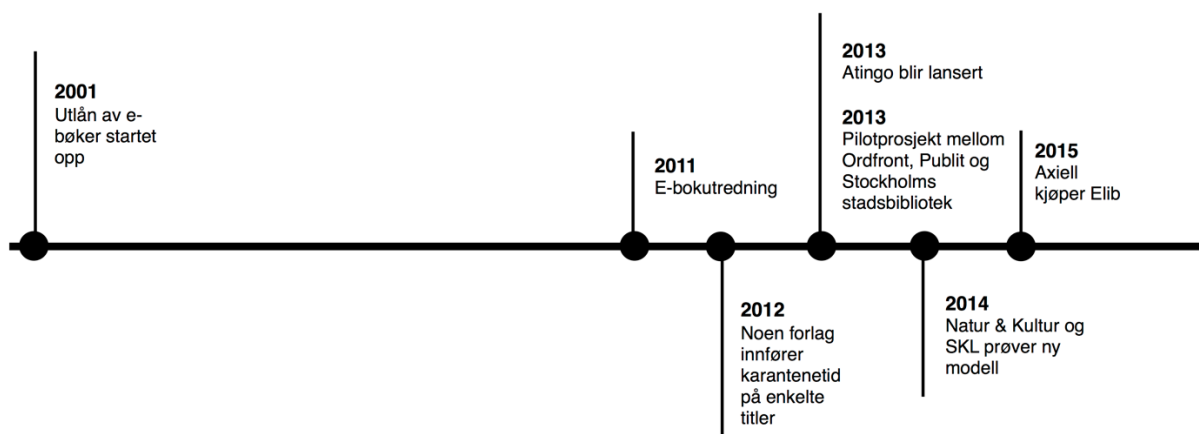 2001
Utlån av e-
bøker startet
opp
2011
E-bokutredning
2012
Noen forlag
innfører
karantenetid
på enkelte
titler
2013
Atingo blir lansert
2013
Pilotprosjekt mellom
Ordfront, Publit og
Stockholms
stadsbibliotek
2014
Natur & Kultur og
SKL prøver ny
modell
2015
Axiell
kjøper Elib